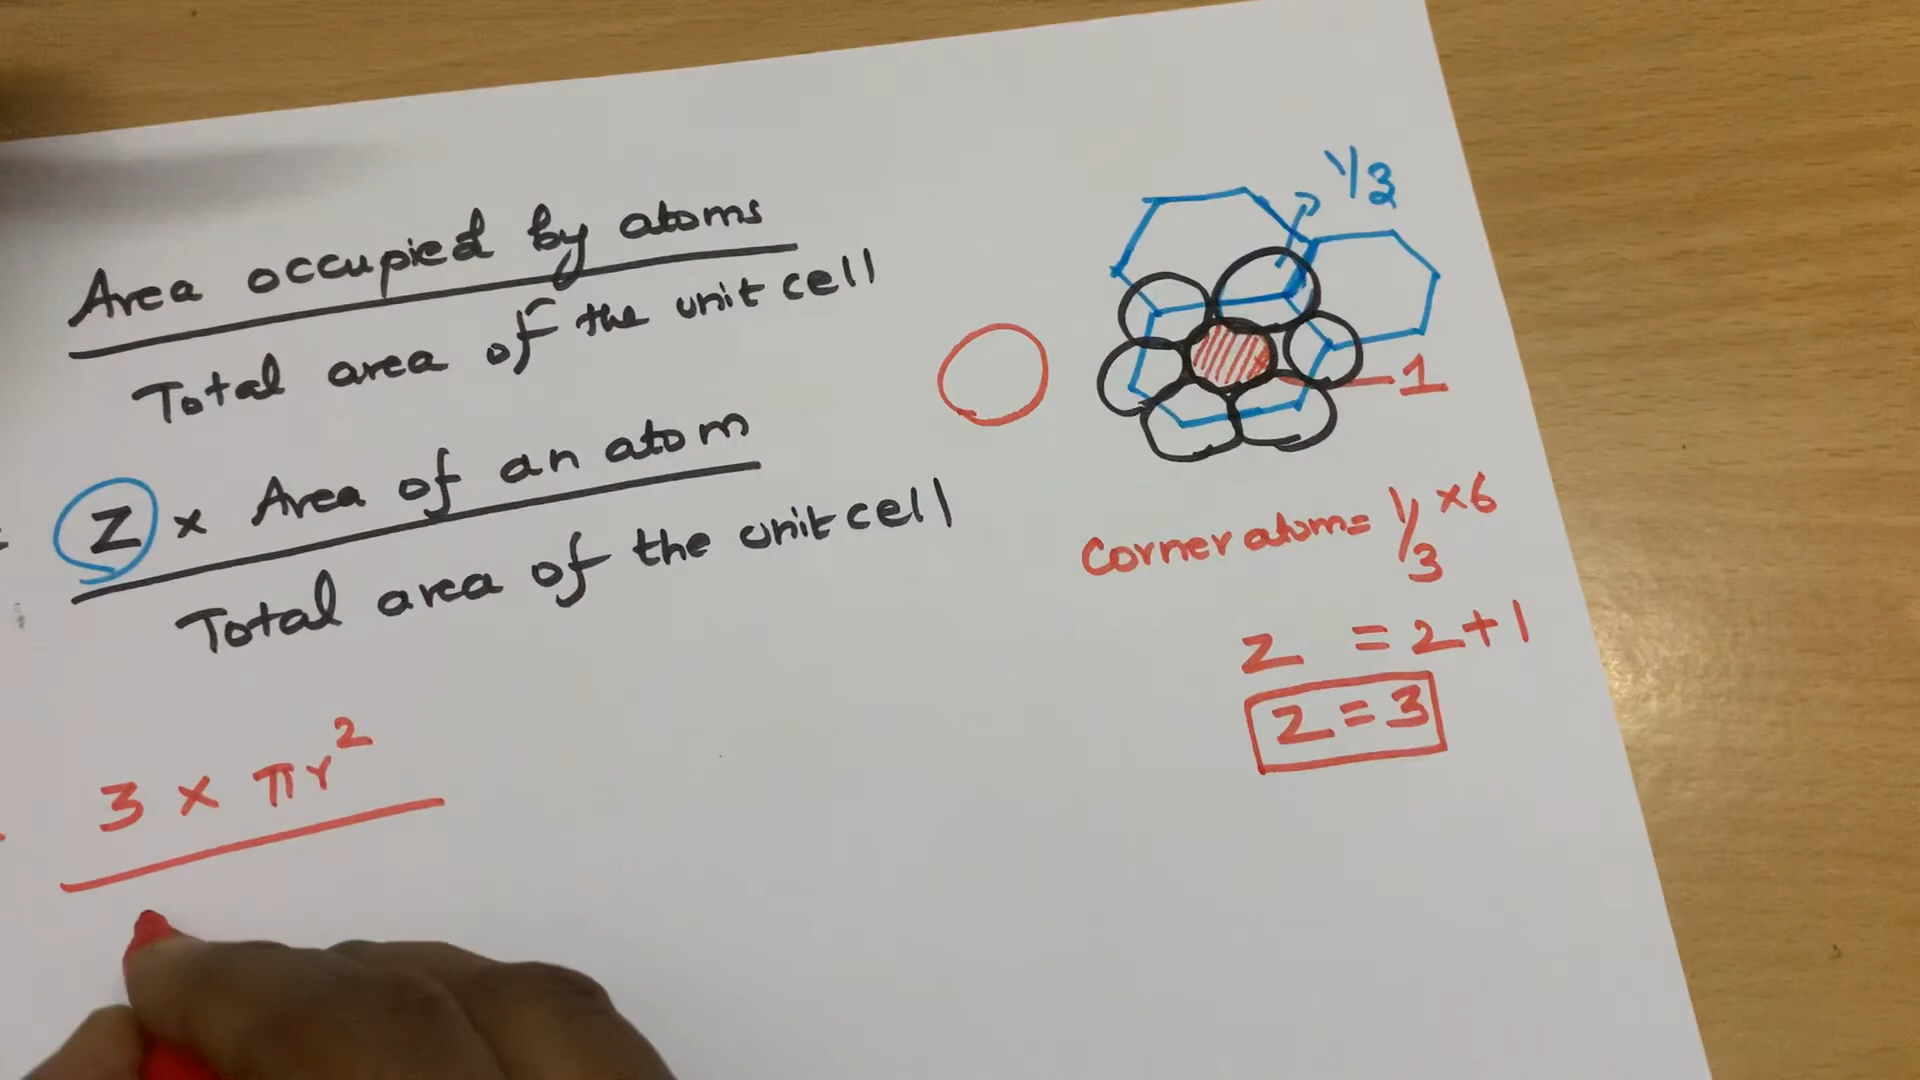 Area occupied by atoms
Total area of the unit cell
Z × Area of an atom
Total area of the unit cell
3 × πr²
1/3
1
Corner atom = 1/3 × 6
Z = 2+1
Z = 3